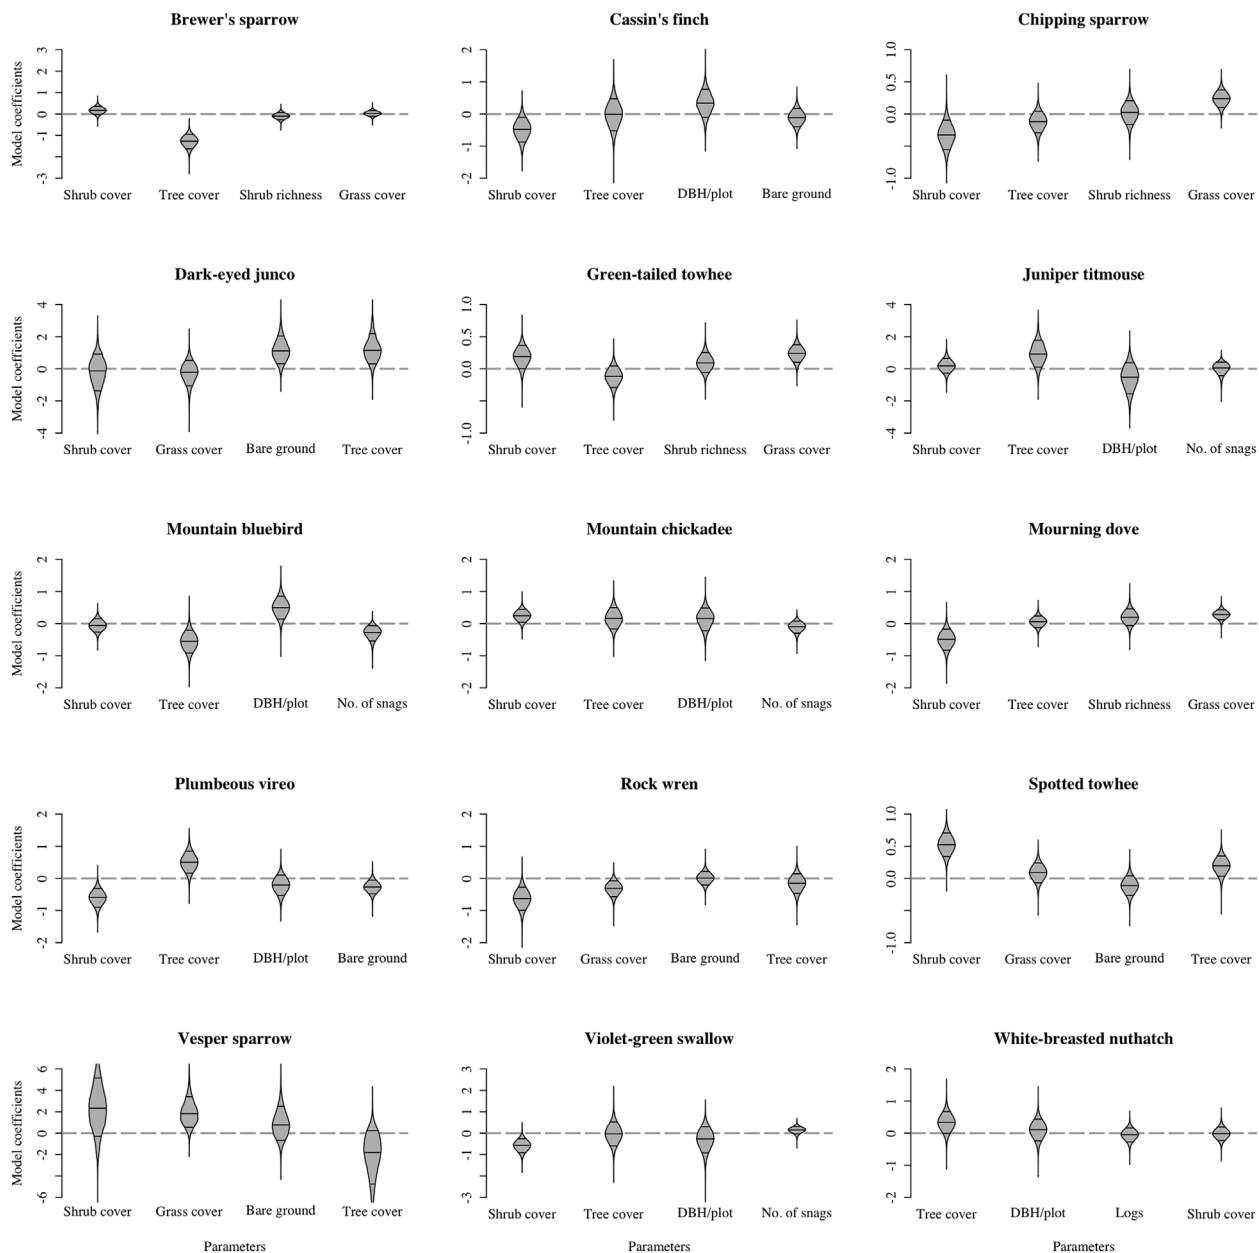 Brewer's sparrow
Cassin's finch
Chipping sparrow
Model coefficients
3
2
1
0
-1
-3
2
1
0
-1
-2
1.0
0.5
0.0
-1.0
Shrub cover Tree cover Shrub richness Grass cover
Shrub cover Tree cover DBH/plot Bare ground
Shrub cover Tree cover Shrub richness Grass cover
Dark-eyed junco
Green-tailed towhee
Juniper titmouse
Model coefficients
4
2
0
-2
-4
1.0
0.5
0.0
-1.0
4
2
0
-2
-4
Shrub cover Grass cover Bare ground Tree cover
Shrub cover Tree cover Shrub richness Grass cover
Shrub cover Tree cover DBH/plot No. of snags
Mountain bluebird
Mountain chickadee
Mourning dove
Model coefficients
2
1
0
-1
-2
2
1
0
-1
-2
2
1
0
-1
-2
Shrub cover Tree cover DBH/plot No. of snags
Shrub cover Tree cover DBH/plot No. of snags
Shrub cover Tree cover Shrub richness Grass cover
Plumbeous vireo
Rock wren
Spotted towhee
Model coefficients
2
1
0
-1
-2
2
1
0
-1
-2
1.0
0.5
0.0
-1.0
Shrub cover Tree cover DBH/plot Bare ground
Shrub cover Grass cover Bare ground Tree cover
Shrub cover Grass cover Bare ground Tree cover
Vesper sparrow
Violet-green swallow
White-breasted nuthatch
Model coefficients
6
4
2
0
-2
-6
3
2
1
0
-1
-3
2
1
0
-1
-2
Shrub cover Grass cover Bare ground Tree cover
Shrub cover Tree cover DBH/plot No. of snags
Tree cover DBH/plot Logs Shrub cover
Parameters
Parameters
Parameters